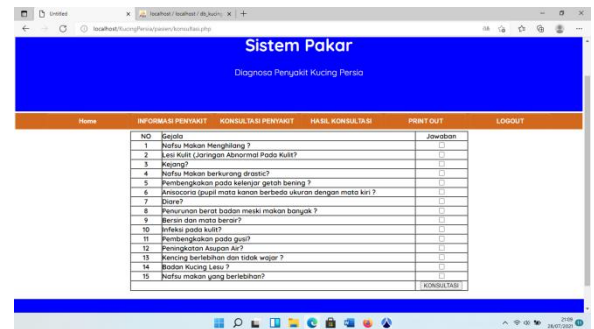 Untitled
localhost / localhost / db_kucing
localhost/KucingPersia/pasien/konsultasi.php
Sistem Pakar
Diagnosa Penyakit Kucing Persia
Home INFORMASI PENYAKIT KONSULTASI PENYAKIT HASIL KONSULTASI PRINT OUT LOGOUT
NO Gejala Jawaban
1 Nafsu Makan Menghilang ?
2 Lesi Kulit (Jaringan Abnormal Pada Kulit?
3 Kejang?
4 Nafsu Makan berkurang drastic?
5 Pembengkakan pada kelenjar getah bening ?
6 Anisocoria (pupil mata kanan berbeda ukuran dengan mata kiri ?
7 Diare?
8 Penurunan berat badan meski makan banyak ?
9 Bersin dan mata berair?
10 Infeksi pada kulit?
11 Pembengkakan pada gusi?
12 Peningkatan Asupan Air?
13 Kencing berlebihan dan tidak wajar ?
14 Badan Kucing Lesu ?
15 Nafsu makan yang berlebihan?
KONSULTASI
21:09
28/07/2021